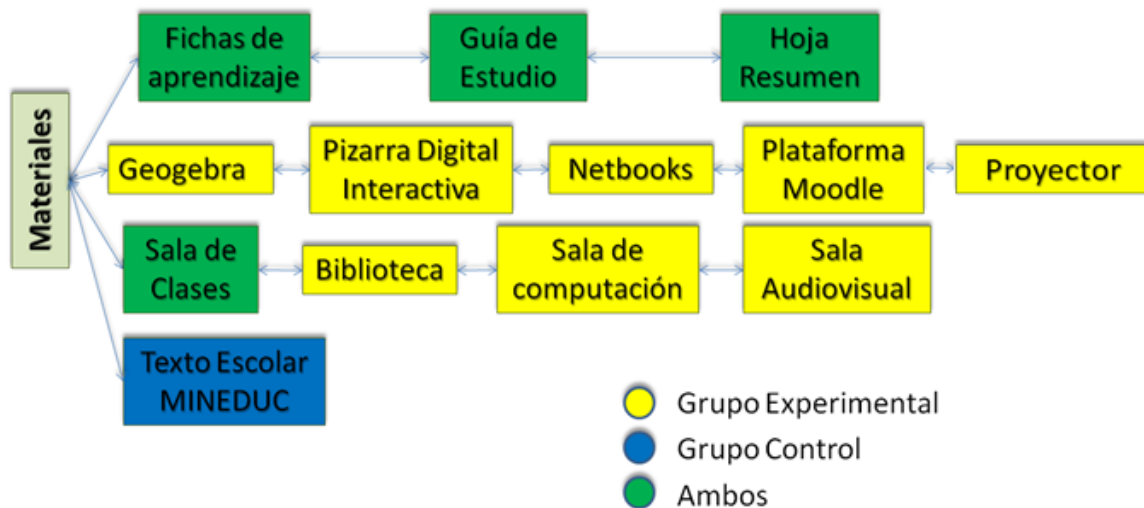 Materiales
Fichas de
aprendizaje
Guía de
Estudio
Hoja
Resumen
Geogebra
Pizarra Digital
Interactiva
Netbooks
Plataforma
Moodle
Proyector
Sala de
Clases
Biblioteca
Sala de
computación
Sala
Audiovisual
Texto Escolar
MINEDUC
Grupo Experimental
Grupo Control
Ambos